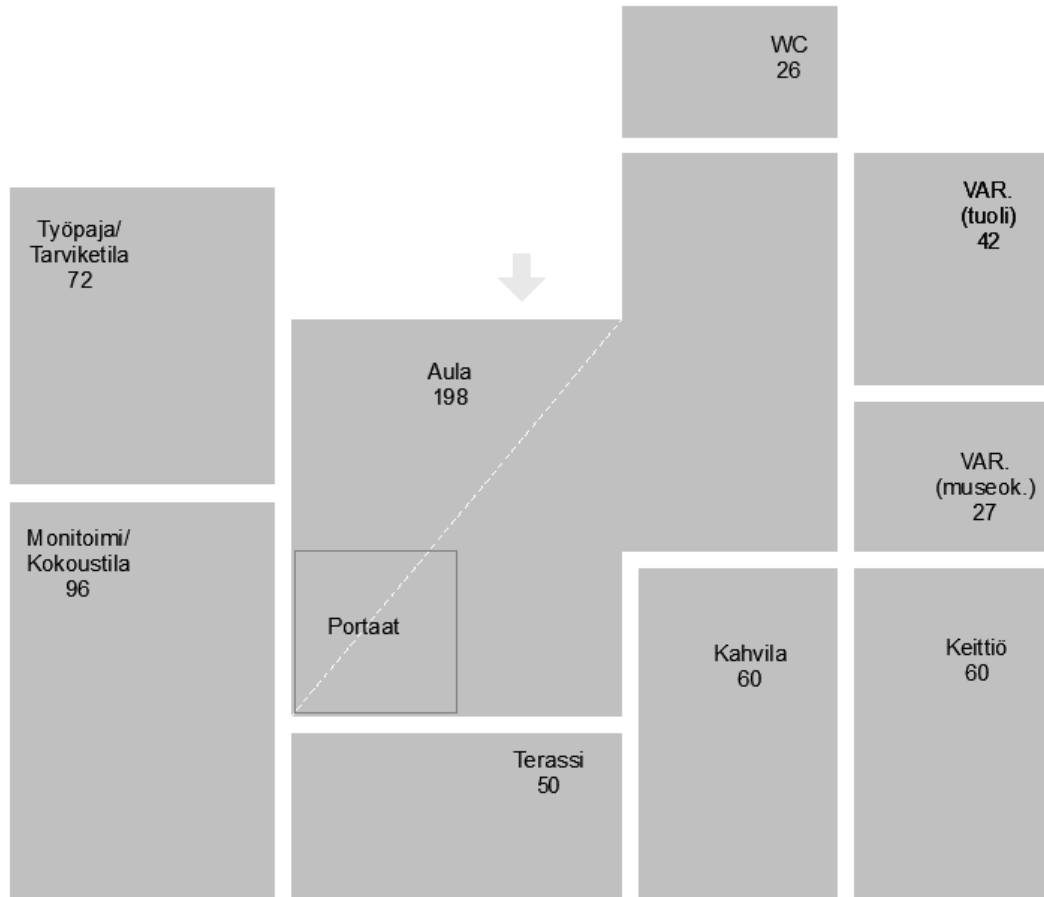 WC
26
VAR.
(tuoli)
42
Työpaja/
Tarviketila
72
Aula
198
VAR.
(museok.)
27
Monitoimi/
Kokoustila
96
Portaat
Kahvila
60
Keittiö
60
Terassi
50